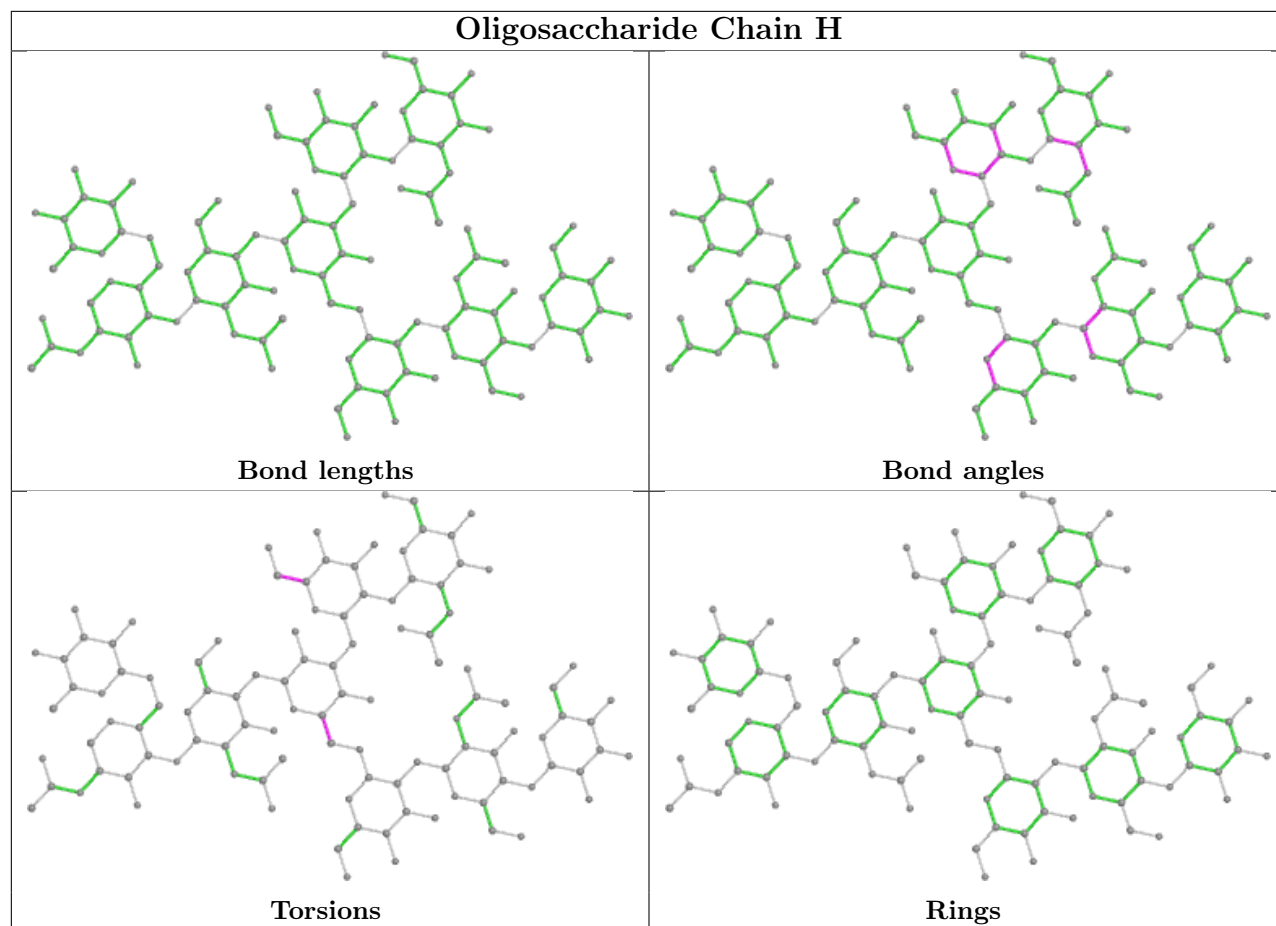 Oligosaccharide Chain H
Bond lengths
Bond angles
Torsions
Rings